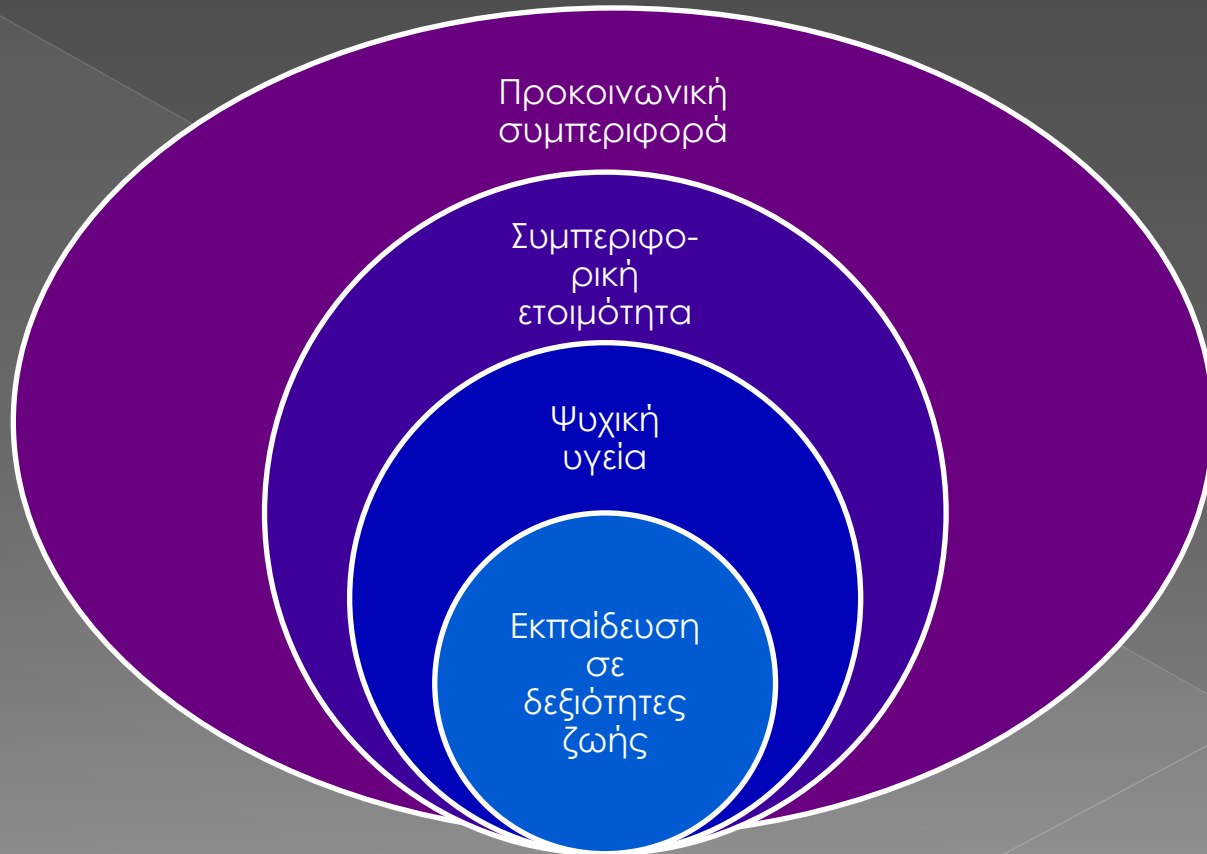 Προκοινωνική
συμπεριφορά
Συμπεριφο-
ρική
ετοιμότητα
Ψυχική
υγεία
Εκπαίδευση
σε
δεξιότητες
ζωής